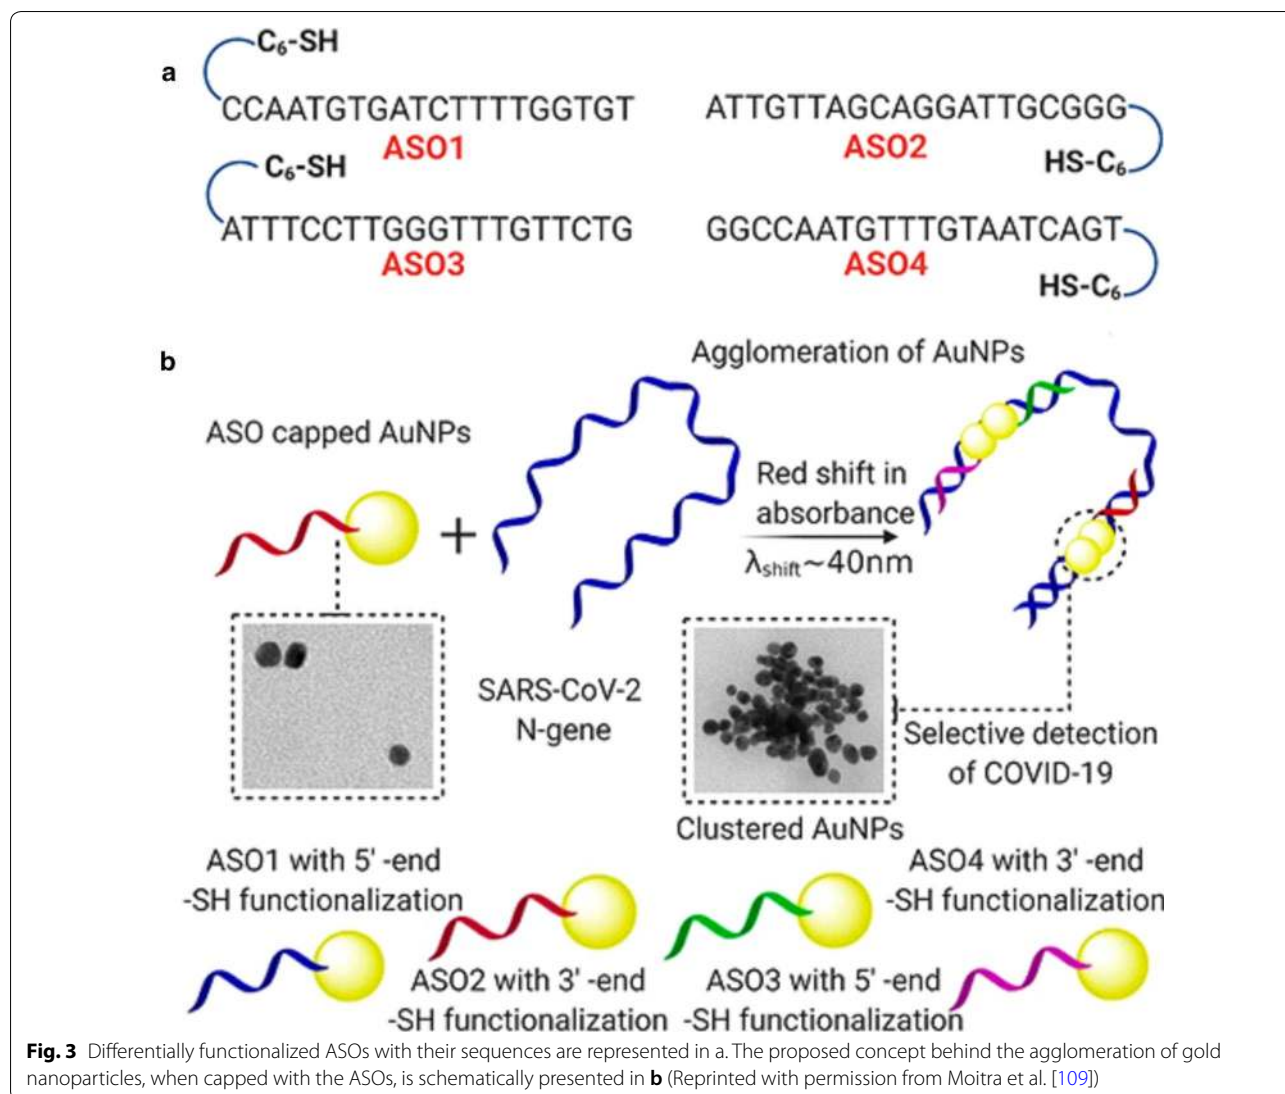 a
C₆-SH
CCAATGTGATCTTTTGGTGT
ASO1
ATTGTTAGCAGGATTGCGGG
ASO2
HS-C₆
C₆-SH
ATTTCCTTGGGTTTGTTCTG
ASO3
GGCCAATGTTTGTAATCAGT
ASO4
HS-C₆
b
Agglomeration of AuNPs
ASO capped AuNPs
+
Red shift in
absorbance
λshift~40nm
SARS-CoV-2
N-gene
Clustered AuNPs
Selective detection
of COVID-19
ASO1 with 5' -end
-SH functionalization
ASO2 with 3' -end
-SH functionalization
ASO3 with 5' -end
-SH functionalization
ASO4 with 3' -end
-SH functionalization
Fig. 3 Differentially functionalized ASOs with their sequences are represented in a. The proposed concept behind the agglomeration of gold
nanoparticles, when capped with the ASOs, is schematically presented in b (Reprinted with permission from Moitra et al. [109])